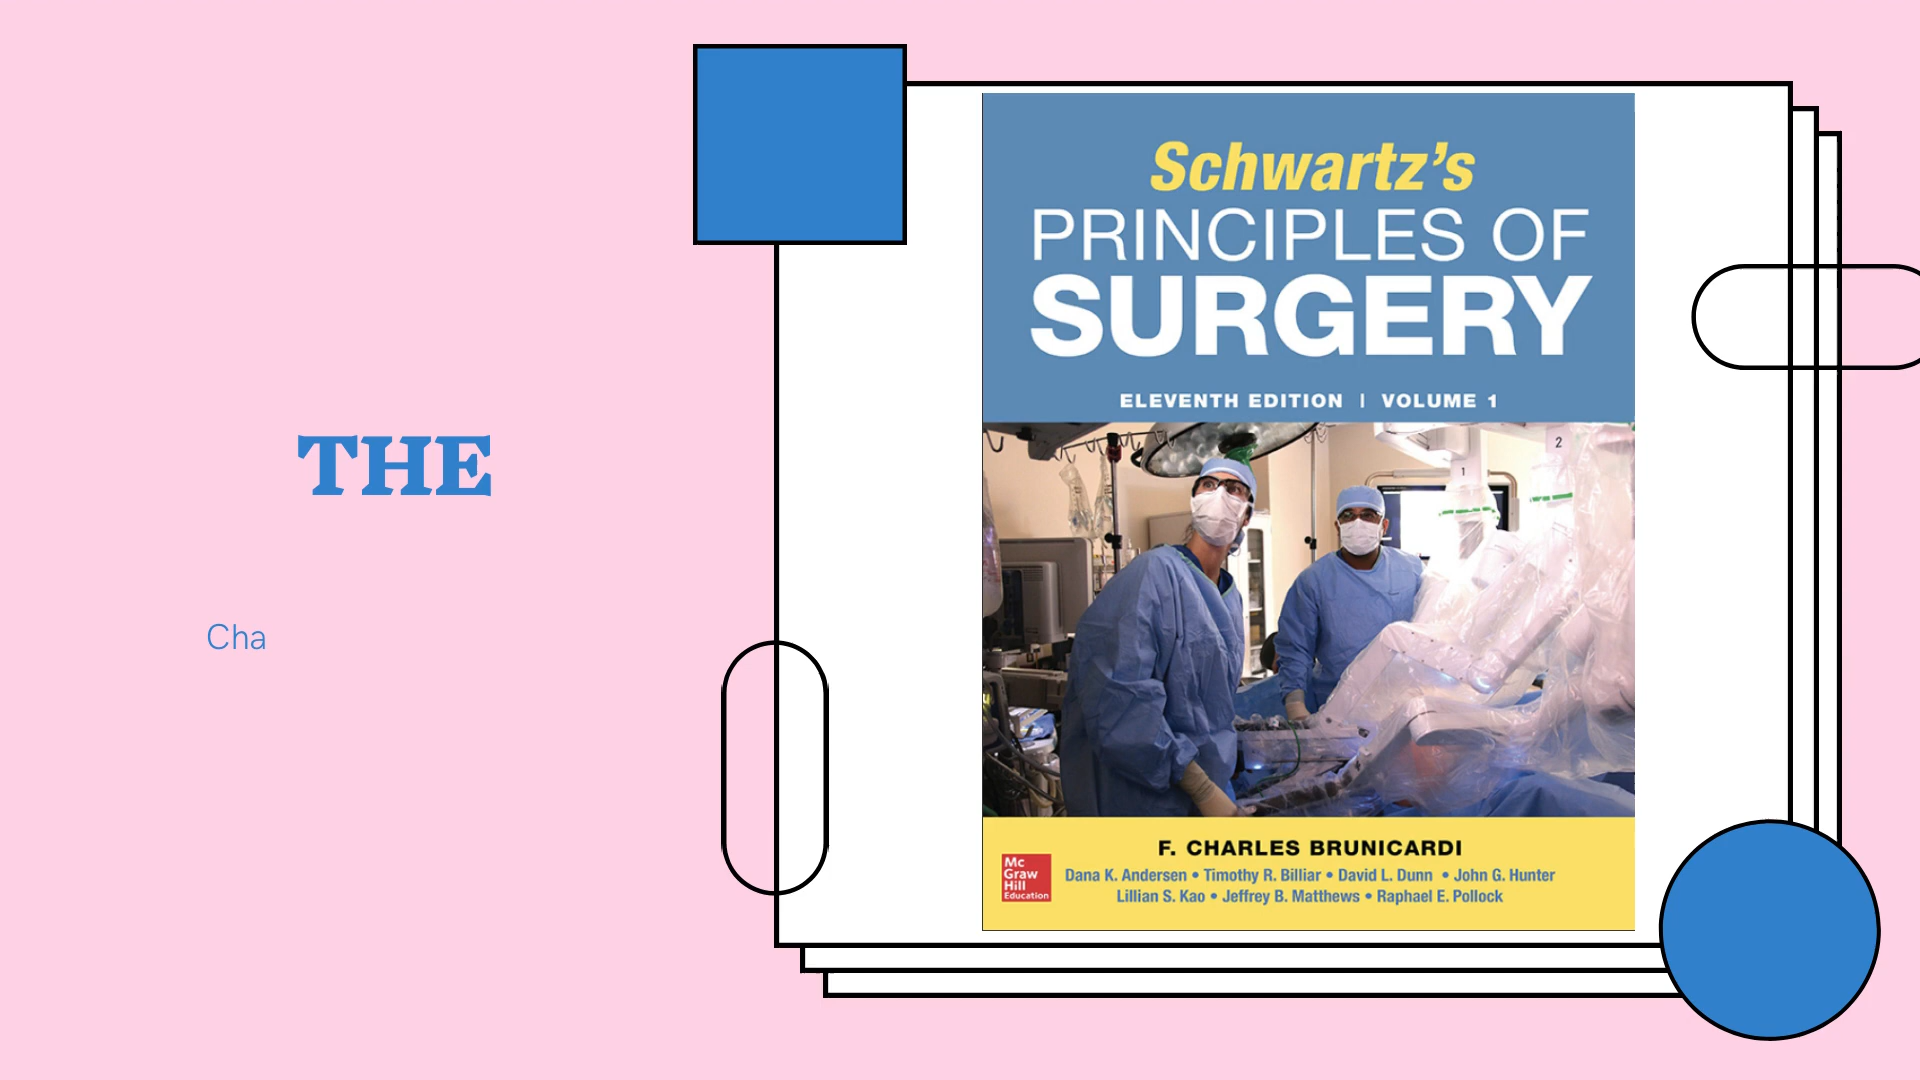 THE
Cha
Schwartz's
PRINCIPLES OF
SURGERY
ELEVENTH EDITION | VOLUME 1
1
2
F. CHARLES BRUNICARDI
Mc
Graw
Hill
Education
Dana K. Andersen • Timothy R. Billiar • David L. Dunn • John G. Hunter
Lillian S. Kao • Jeffrey B. Matthews • Raphael E. Pollock